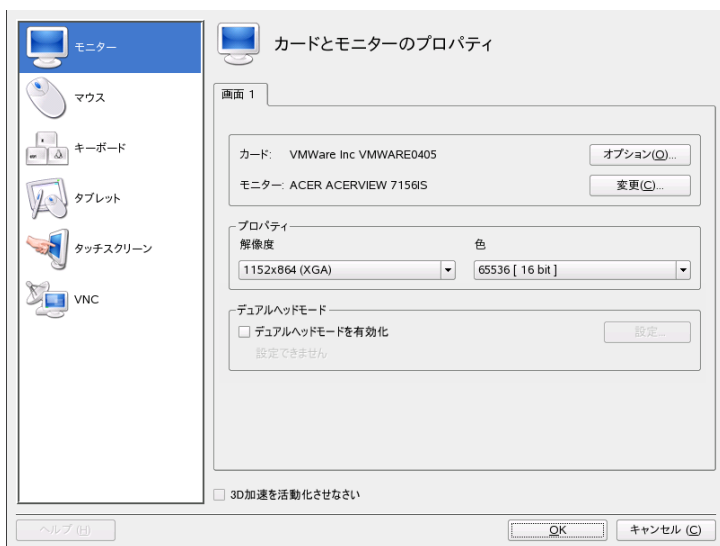 モニター
マウス
キーボード
タブレット
タッチスクリーン
VNC
カードとモニターのプロパティ
画面 1
カード: VMWare Inc VMWARE0405
オプション(O)...
モニター: ACER ACERVIEW 7156IS
変更(C)...
プロパティ
解像度
色
1152x864 (XGA)
65536 [ 16 bit ]
デュアルヘッドモード
デュアルヘッドモードを有効化
設定...
設定できません
3D加速を活動化させなさい
ヘルプ (H)
OK
キャンセル (C)